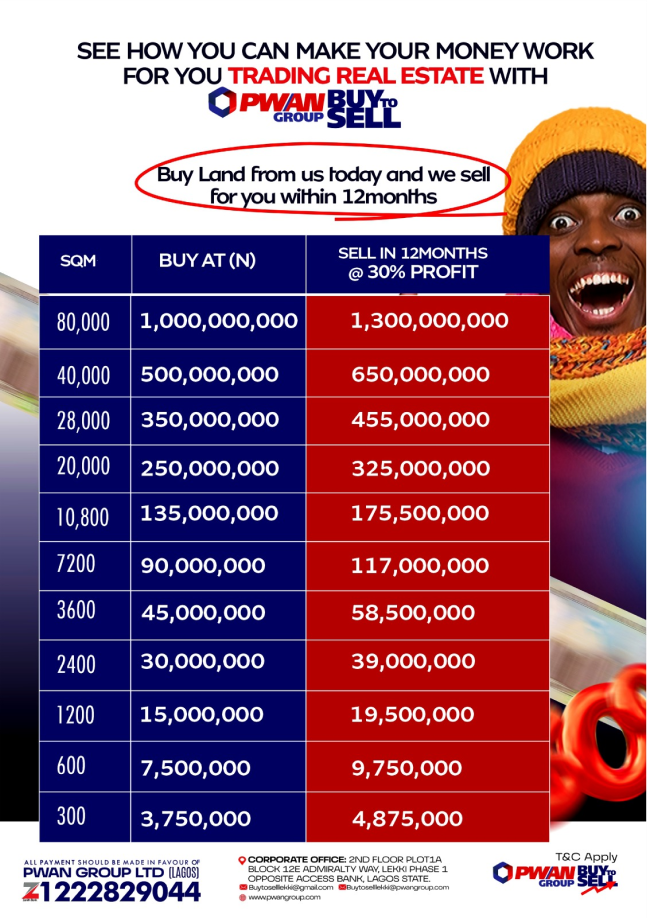 SEE HOW YOU CAN MAKE YOUR MONEY WORK
FOR YOU TRADING REAL ESTATE WITH
PWAN GROUP BUY TO SELL
Buy Land from us today and we sell
for you within 12months
SQM BUY AT (N) SELL IN 12MONTHS @ 30% PROFIT
80,000 1,000,000,000 1,300,000,000
40,000 500,000,000 650,000,000
28,000 350,000,000 455,000,000
20,000 250,000,000 325,000,000
10,800 135,000,000 175,500,000
7200 90,000,000 117,000,000
3600 45,000,000 58,500,000
2400 30,000,000 39,000,000
1200 15,000,000 19,500,000
600 7,500,000 9,750,000
300 3,750,000 4,875,000
ALL PAYMENT SHOULD BE MADE IN FAVOUR OF
PWAN GROUP LTD (LAGOS)
1222829044
CORPORATE OFFICE: 2ND FLOOR PLOT1A
BLOCK 12E ADMIRALTY WAY, LEKKI PHASE 1
OPPOSITE ACCESS BANK, LAGOS STATE.
Buytoselllekki@gmail.com Buytoselllekki@pwangroup.com
www.pwangroup.com
T&C Apply
PWAN GROUP BUY TO SELL